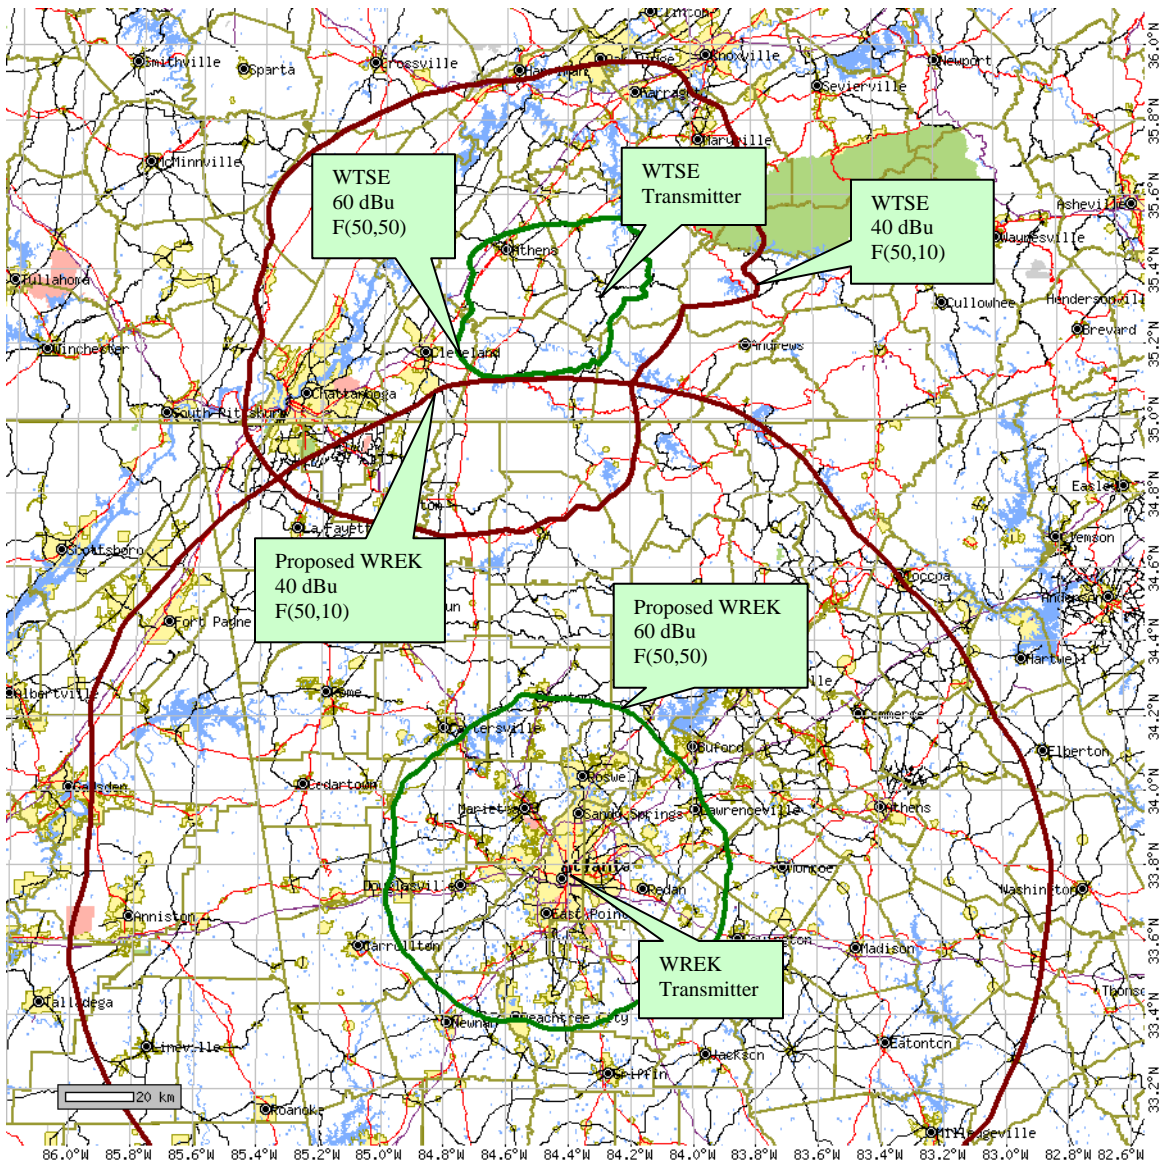 Clinton
Smithville
Sparta
Crossville
Knoxville
Newport
Sevierville
Maryville
McMinnville
WTSE
60 dBu
F(50,50)
WTSE
Transmitter
WTSE
40 dBu
F(50,10)
Asheville
Waynesville
Athens
Tullahoma
Cullowhee
Brevard
Winchester
Cleveland
Andrews
Chattanooga
South Pittsburg
Easley
La Fayett
Clemson
Scottsboro
Proposed WREK
40 dBu
F(50,10)
Toccoa
Anderson
Proposed WREK
60 dBu
F(50,50)
Fort Payne
Hartwell
Albertville
Rome
Commerce
Cartersville
Buford
Elberton
Gadsden
Cedartown
Roswell
Marietta
Sandy Springs
Lawrenceville
Athens
Atlanta
Monroe
Douglasville
Redan
Washington
Anniston
East Point
Carrollton
Madison
WREK
Transmitter
Talladega
Newnan
Peachtree City
Lineville
Jackson
Eatonton
Griffin
20 km
Roanoke
Milledgeville
86.0°W 85.8°W 85.6°W 85.4°W 85.2°W 85.0°W 84.8°W 84.6°W 84.4°W 84.2°W 84.0°W 83.8°W 83.6°W 83.4°W 83.2°W 83.0°W 82.8°W 82.6°W
36.0°N
35.8°N
35.6°N
35.4°N
35.2°N
35.0°N
34.8°N
34.6°N
34.4°N
34.2°N
34.0°N
33.8°N
33.6°N
33.4°N
33.2°N